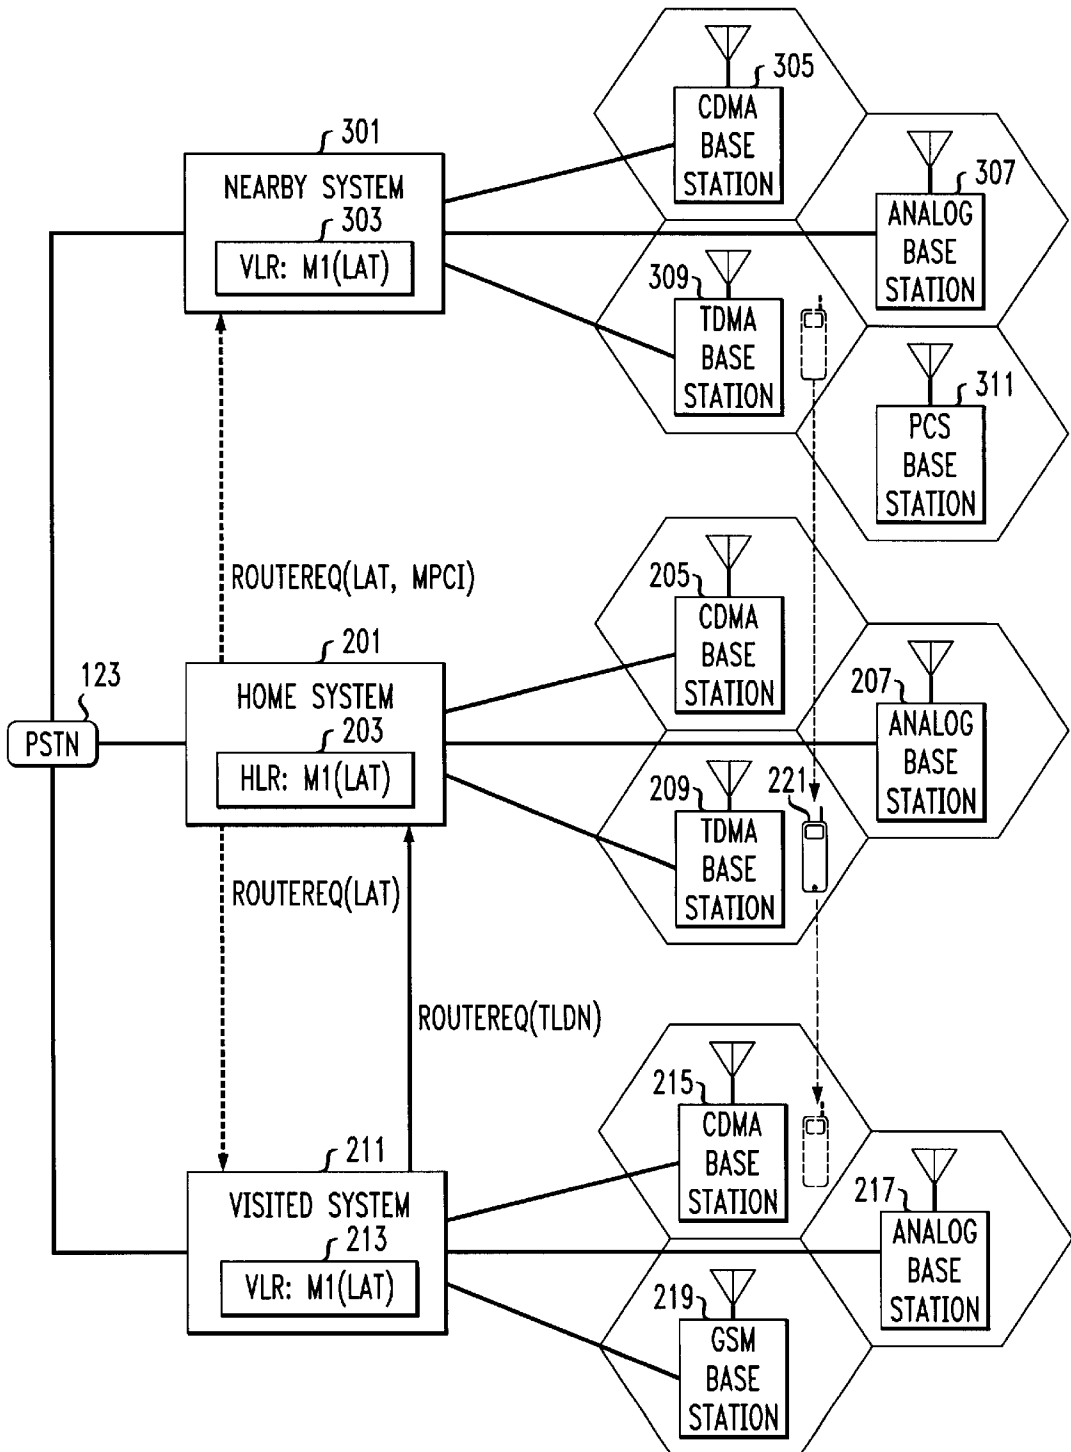 305
CDMA
BASE
STATION
301
NEARBY SYSTEM
303
VLR: M1(LAT)
307
ANALOG
BASE
STATION
309
TDMA
BASE
STATION
311
PCS
BASE
STATION
ROUTEREQ(LAT, MPCI)
205
CDMA
BASE
STATION
201
HOME SYSTEM
203
HLR: M1(LAT)
123
PSTN
207
ANALOG
BASE
STATION
209
TDMA
BASE
STATION
221
ROUTEREQ(LAT)
ROUTEREQ(TLDN)
215
CDMA
BASE
STATION
211
VISITED SYSTEM
213
VLR: M1(LAT)
217
ANALOG
BASE
STATION
219
GSM
BASE
STATION